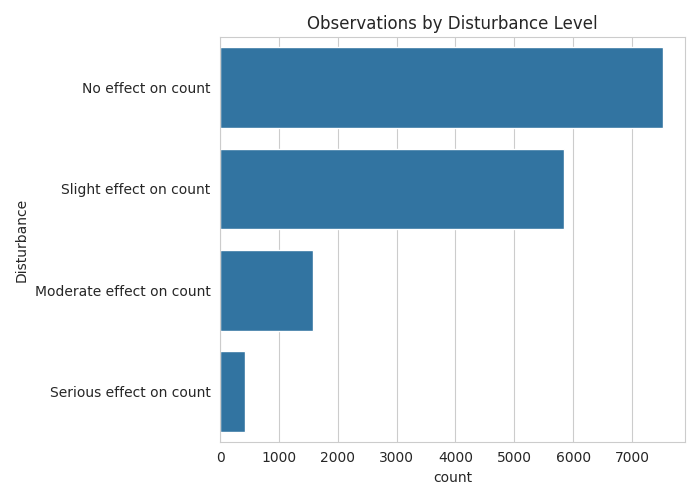 Observations by Disturbance Level
No effect on count
Slight effect on count
Moderate effect on count
Serious effect on count
Disturbance
0 1000 2000 3000 4000 5000 6000 7000
count